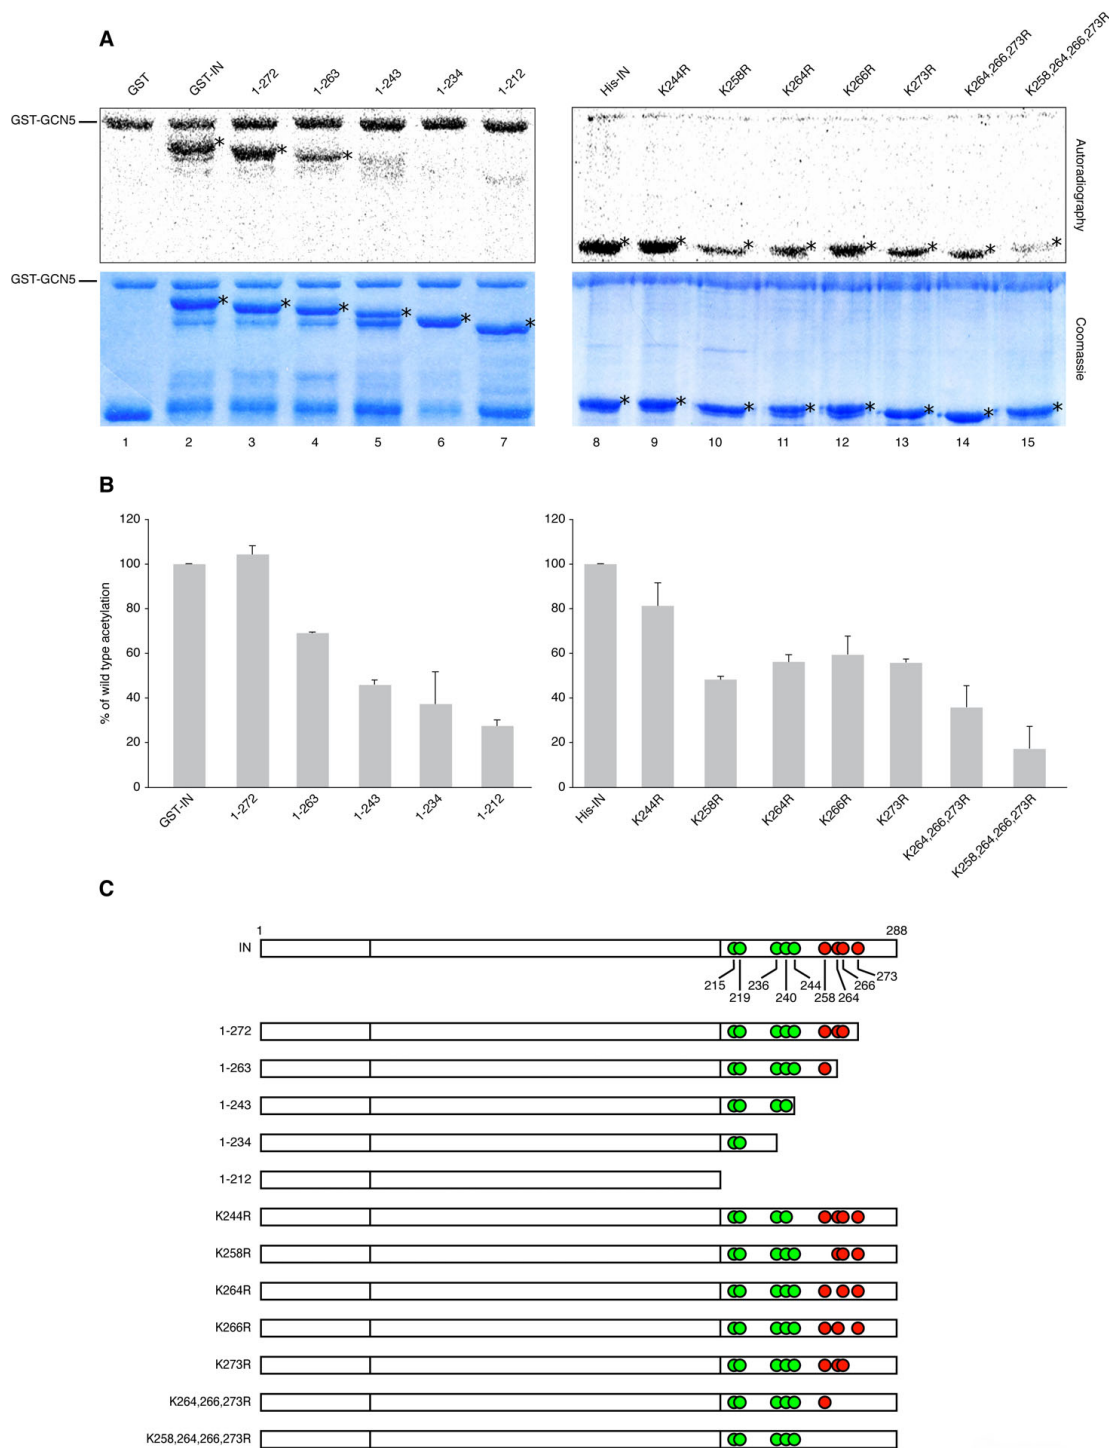 A
GST GST-IN 1-272 1-263 1-243 1-234 1-212
His-IN K244R K258R K264R K266R K273R K264,266,273R K258,264,266,273R
GST-GCN5
* * *
* * * * * * * *
Autoradiography
GST-GCN5
* * * * * *
* * * * * * * *
Coomassie
1 2 3 4 5 6 7
8 9 10 11 12 13 14 15
B
% of wild type acetylation
120
100
80
60
40
20
0
GST-IN 1-272 1-263 1-243 1-234 1-212
120
100
80
60
40
20
0
His-IN K244R K258R K264R K266R K273R K264,266,273R K258,264,266,273R
C
1 288
IN
215 236 244 266 273
219 240 258 264
1-272
1-263
1-243
1-234
1-212
K244R
K258R
K264R
K266R
K273R
K264,266,273R
K258,264,266,273R